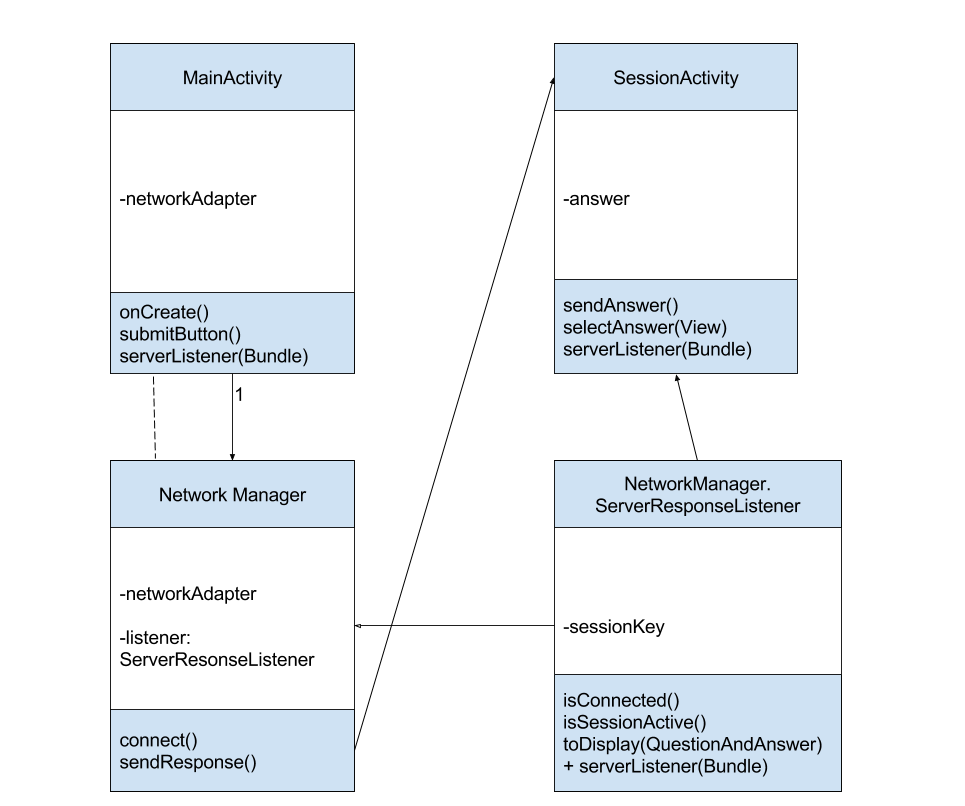 MainActivity
-networkAdapter
onCreate()
submitButton()
serverListener(Bundle)
SessionActivity
-answer
sendAnswer()
selectAnswer(View)
serverListener(Bundle)
1
Network Manager
-networkAdapter
-listener:
ServerResonseListener
connect()
sendResponse()
NetworkManager.
ServerResponseListener
-sessionKey
isConnected()
isSessionActive()
toDisplay(QuestionAndAnswer)
+ serverListener(Bundle)